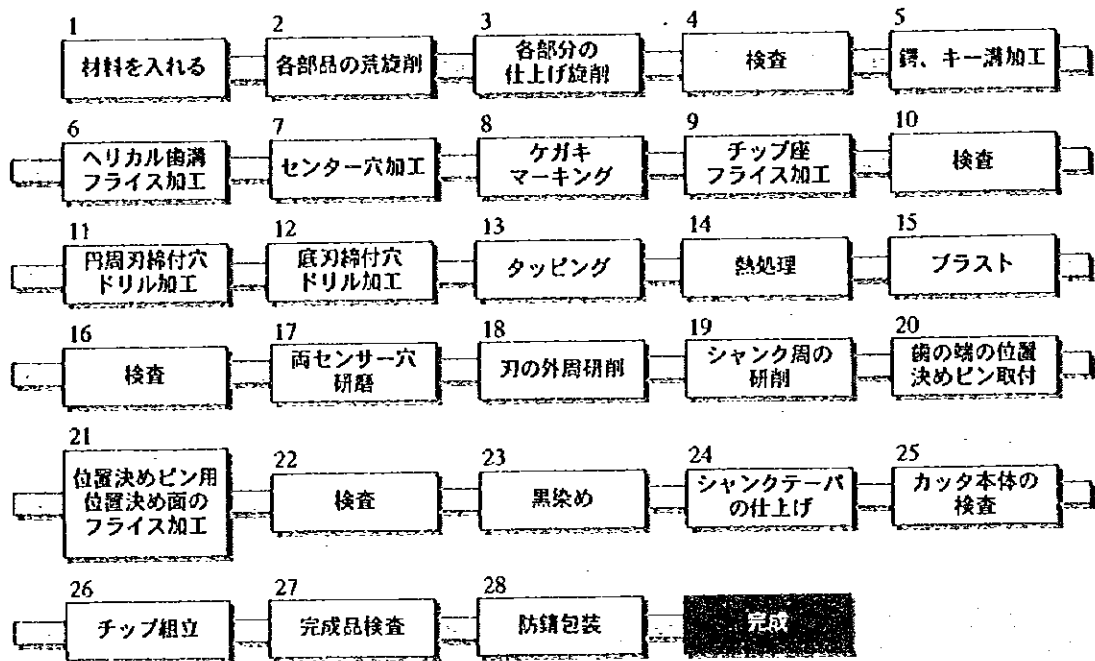 1
材料を入れる
2
各部品の荒旋削
3
各部分の
仕上げ旋削
4
検査
5
鍔、キー溝加工
6
ヘリカル歯溝
フライス加工
7
センター穴加工
8
ケガキ
マーキング
9
チップ座
フライス加工
10
検査
11
円周刃締付穴
ドリル加工
12
底刃締付穴
ドリル加工
13
タッピング
14
熱処理
15
ブラスト
16
検査
17
両センサー穴
研磨
18
刃の外周研削
19
シャンク周の
研削
20
歯の端の位置
決めピン取付
21
位置決めピン用
位置決め面の
フライス加工
22
検査
23
黒染め
24
シャンクテーパ
の仕上げ
25
カッタ本体の
検査
26
チップ組立
27
完成品検査
28
防錆包装
完成